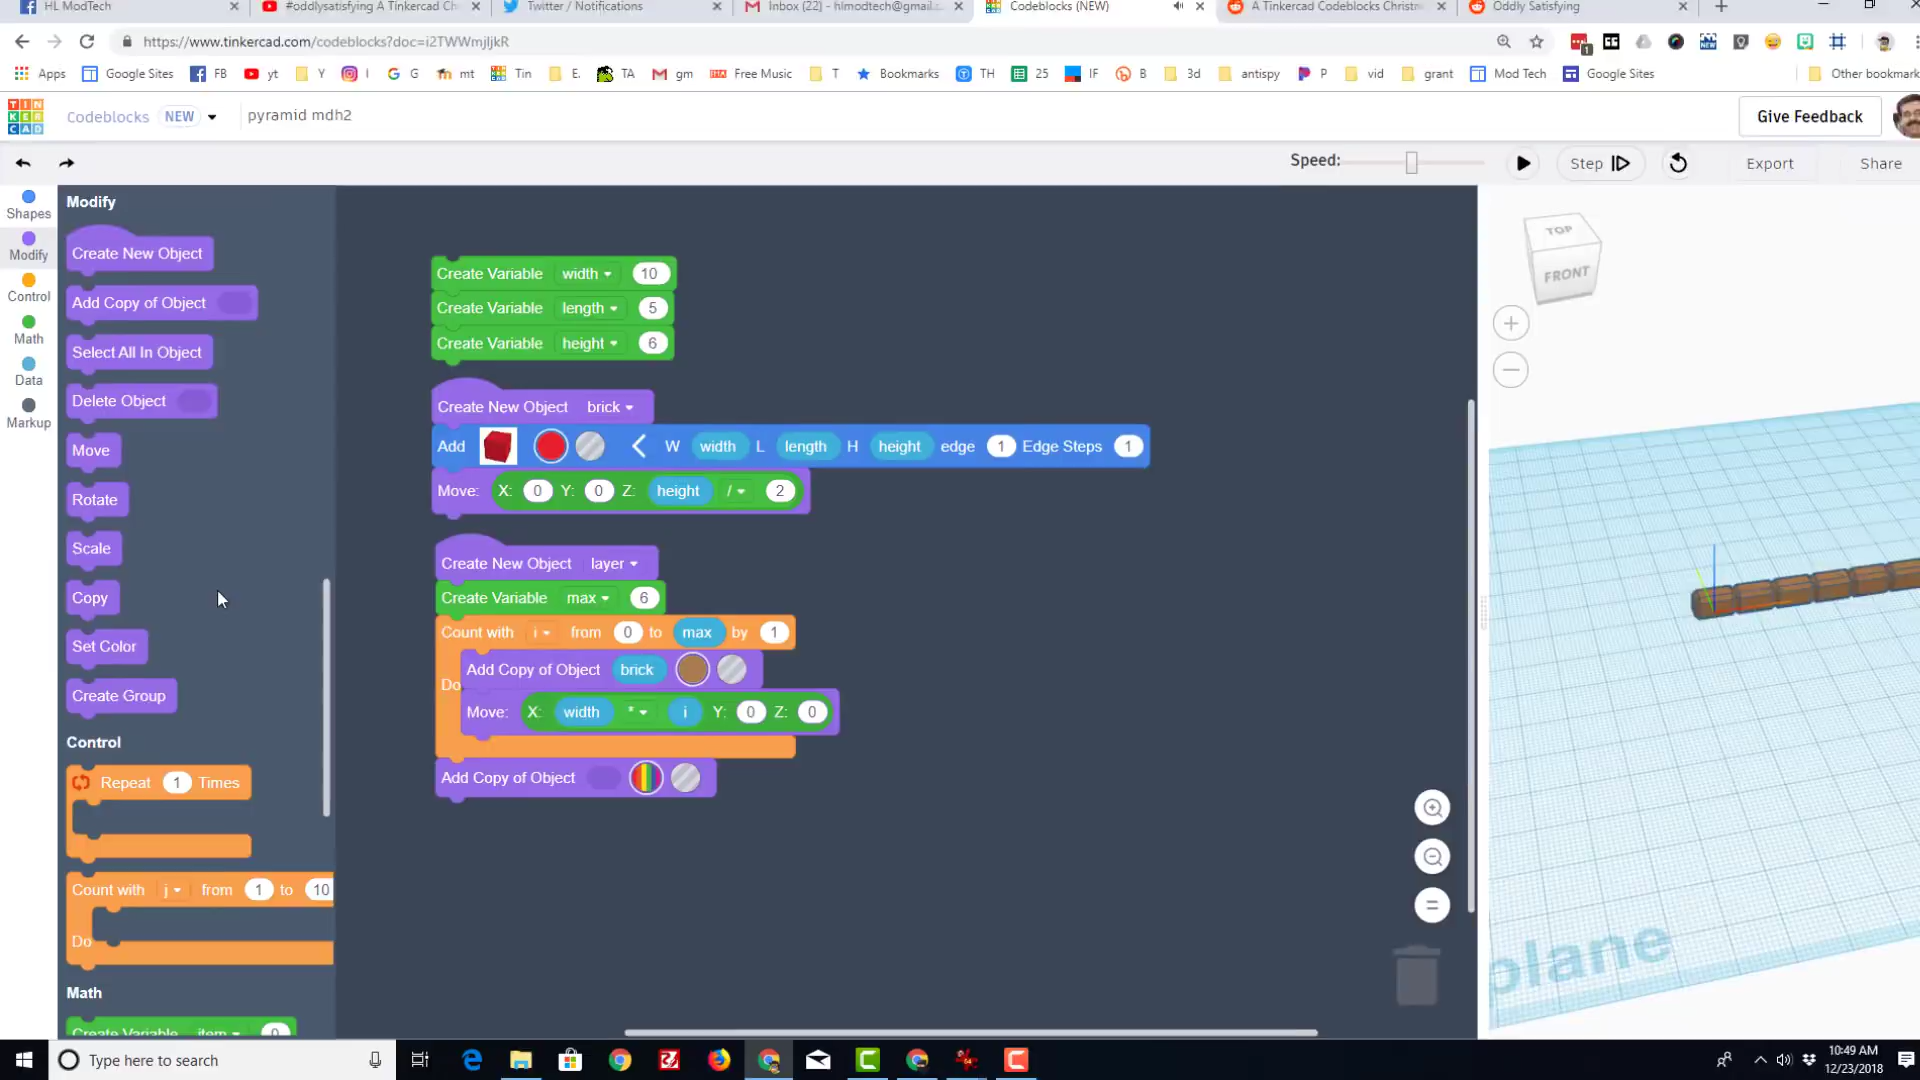 HL ModTech
#oddlysatisfying A Tinkercad Ch
Twitter / Notifications
Inbox (22) - hlmodtech@gmail.c
Codeblocks (NEW)
A Tinkercad Codeblocks Christm
Oddly Satisfying
https://www.tinkercad.com/codeblocks?doc=i2TWWmjljkR
Apps Google Sites FB yt Y I G mt Tin E. TA gm Free Music T Bookmarks TH 25 IF B 3d antispy P vid grant Mod Tech Google Sites Other bookmark
TIN KER CAD
Codeblocks NEW pyramid mdh2 Give Feedback
Speed: Step Export Share
Shapes
Modify
Control
Math
Data
Markup
Modify
Create New Object
Add Copy of Object
Select All In Object
Delete Object
Move
Rotate
Scale
Copy
Set Color
Create Group
Control
Repeat 1 Times
Count with j from 1 to 10
Do
Math
Create Variable item 0
Create Variable width 10
Create Variable length 5
Create Variable height 6
Create New Object brick
Add W width L length H height edge 1 Edge Steps 1
Move: X: 0 Y: 0 Z: height / 2
Create New Object layer
Create Variable max 6
Count with i from 0 to max by 1
Add Copy of Object brick
Do
Move: X: width * i Y: 0 Z: 0
Add Copy of Object
TOP
FRONT
plane
Type here to search
10:49 AM
12/23/2018